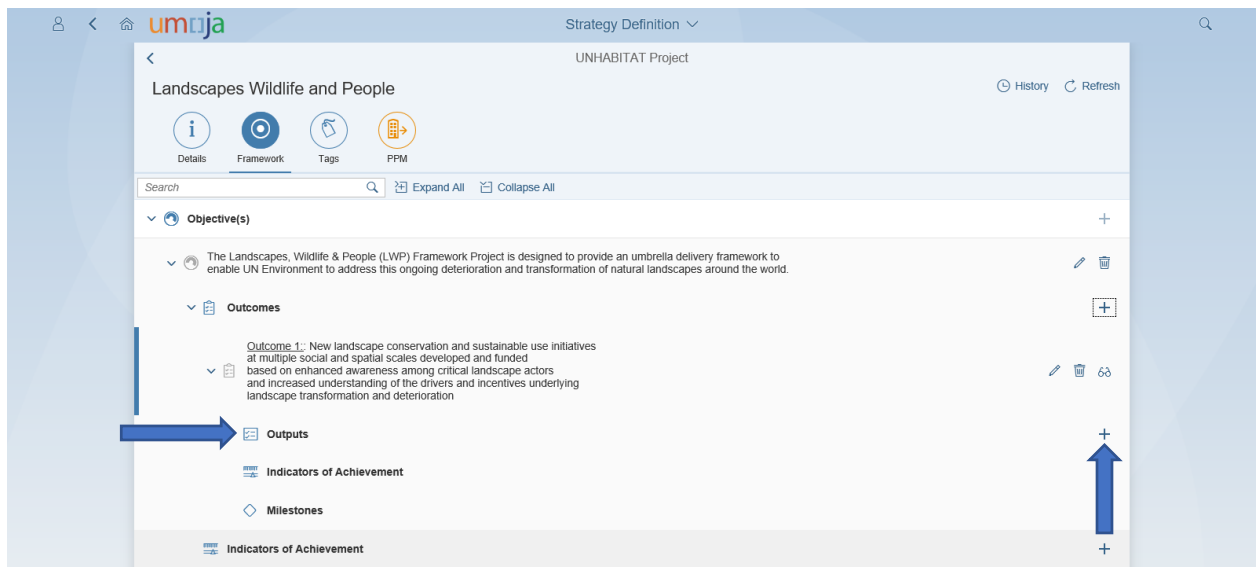 umoja
Strategy Definition
UNHABITAT Project
Landscapes Wildlife and People
History Refresh
Details Framework Tags PPM
Search Expand All Collapse All
Objective(s)
The Landscapes, Wildlife & People (LWP) Framework Project is designed to provide an umbrella delivery framework to
enable UN Environment to address this ongoing deterioration and transformation of natural landscapes around the world.
Outcomes
Outcome 1:: New landscape conservation and sustainable use initiatives
at multiple social and spatial scales developed and funded
based on enhanced awareness among critical landscape actors
and increased understanding of the drivers and incentives underlying
landscape transformation and deterioration
Outputs
Indicators of Achievement
Milestones
Indicators of Achievement